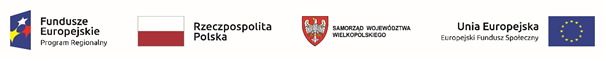 Fundusze
Europejskie
Program Regionalny
Rzeczpospolita
Polska
SAMORZĄD WOJEWÓDZTWA
WIELKOPOLSKIEGO
Unia Europejska
Europejski Fundusz Społeczny